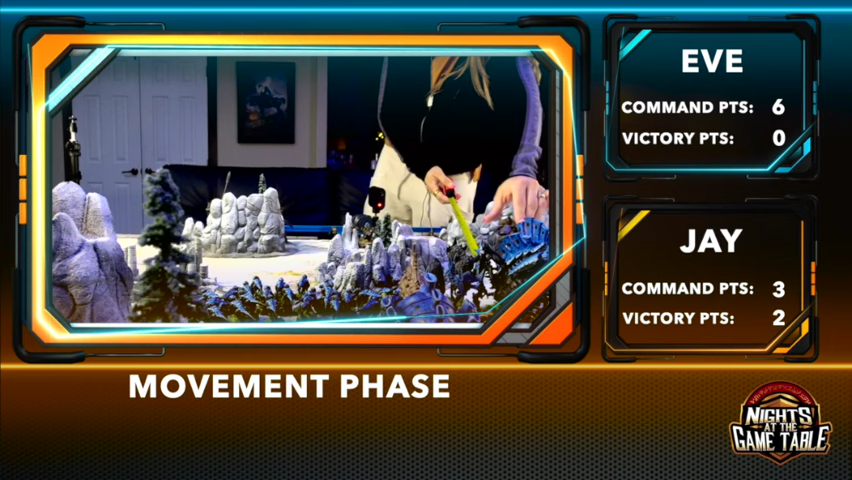 EVE
COMMAND PTS: 6
VICTORY PTS: 0
JAY
COMMAND PTS: 3
VICTORY PTS: 2
MOVEMENT PHASE
NIGHTS
AT THE
GAME TABLE